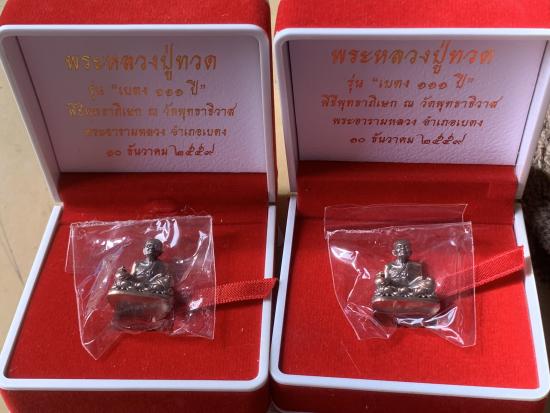 พระหลวงปู่ทวด
รุ่น "เบตง ๑๑๑ ปี"
พิธีพุทธาภิเษก ณ วัดพุทธาธิวาส
พระอารามหลวง อำเภอเบตง
๑๐ ธันวาคม ๒๕๕๙
พระหลวงปู่ทวด
รุ่น "เบตง ๑๑๑ ปี"
พิธีพุทธาภิเษก ณ วัดพุทธาธิวาส
พระอารามหลวง อำเภอเบตง
๑๐ ธันวาคม ๒๕๕๙